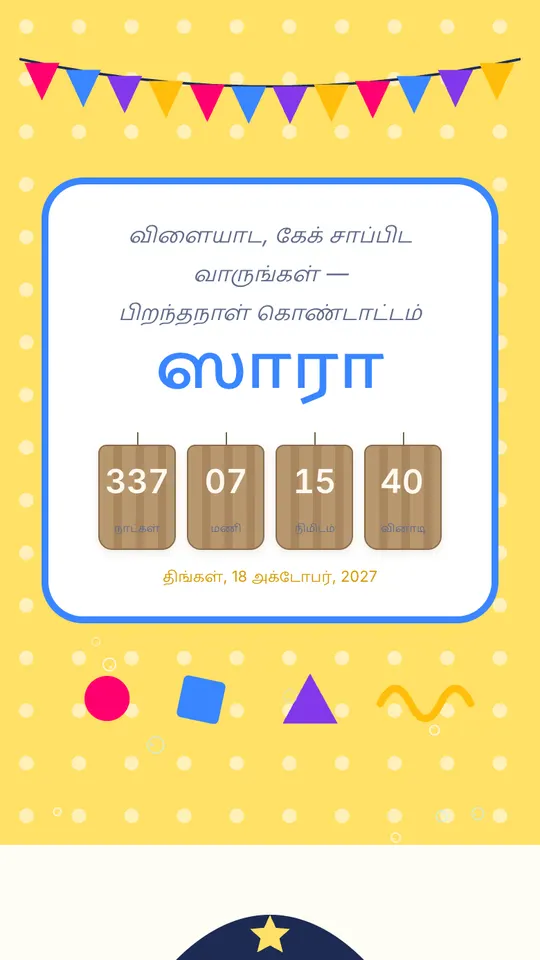 விளையாட, கேக் சாப்பிட
வாருங்கள் —
பிறந்தநாள் கொண்டாட்டம்
ஸாரா
337 07 15 40
நாட்கள் மணி நிமிடம் வினாடி
திங்கள், 18 அக்டோபர், 2027